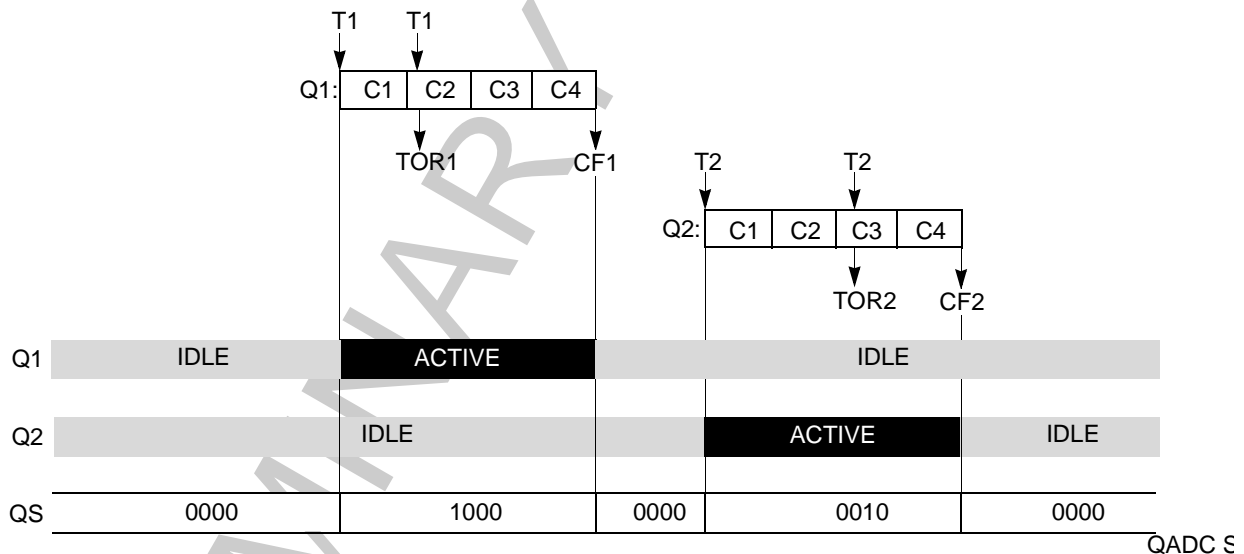 T1 T1
Q1: C1 C2 C3 C4
TOR1 CF1
T2 T2
Q2: C1 C2 C3 C4
TOR2 CF2
Q1 IDLE ACTIVE IDLE
Q2 IDLE ACTIVE IDLE
QS 0000 1000 0000 0010 0000
QADC S